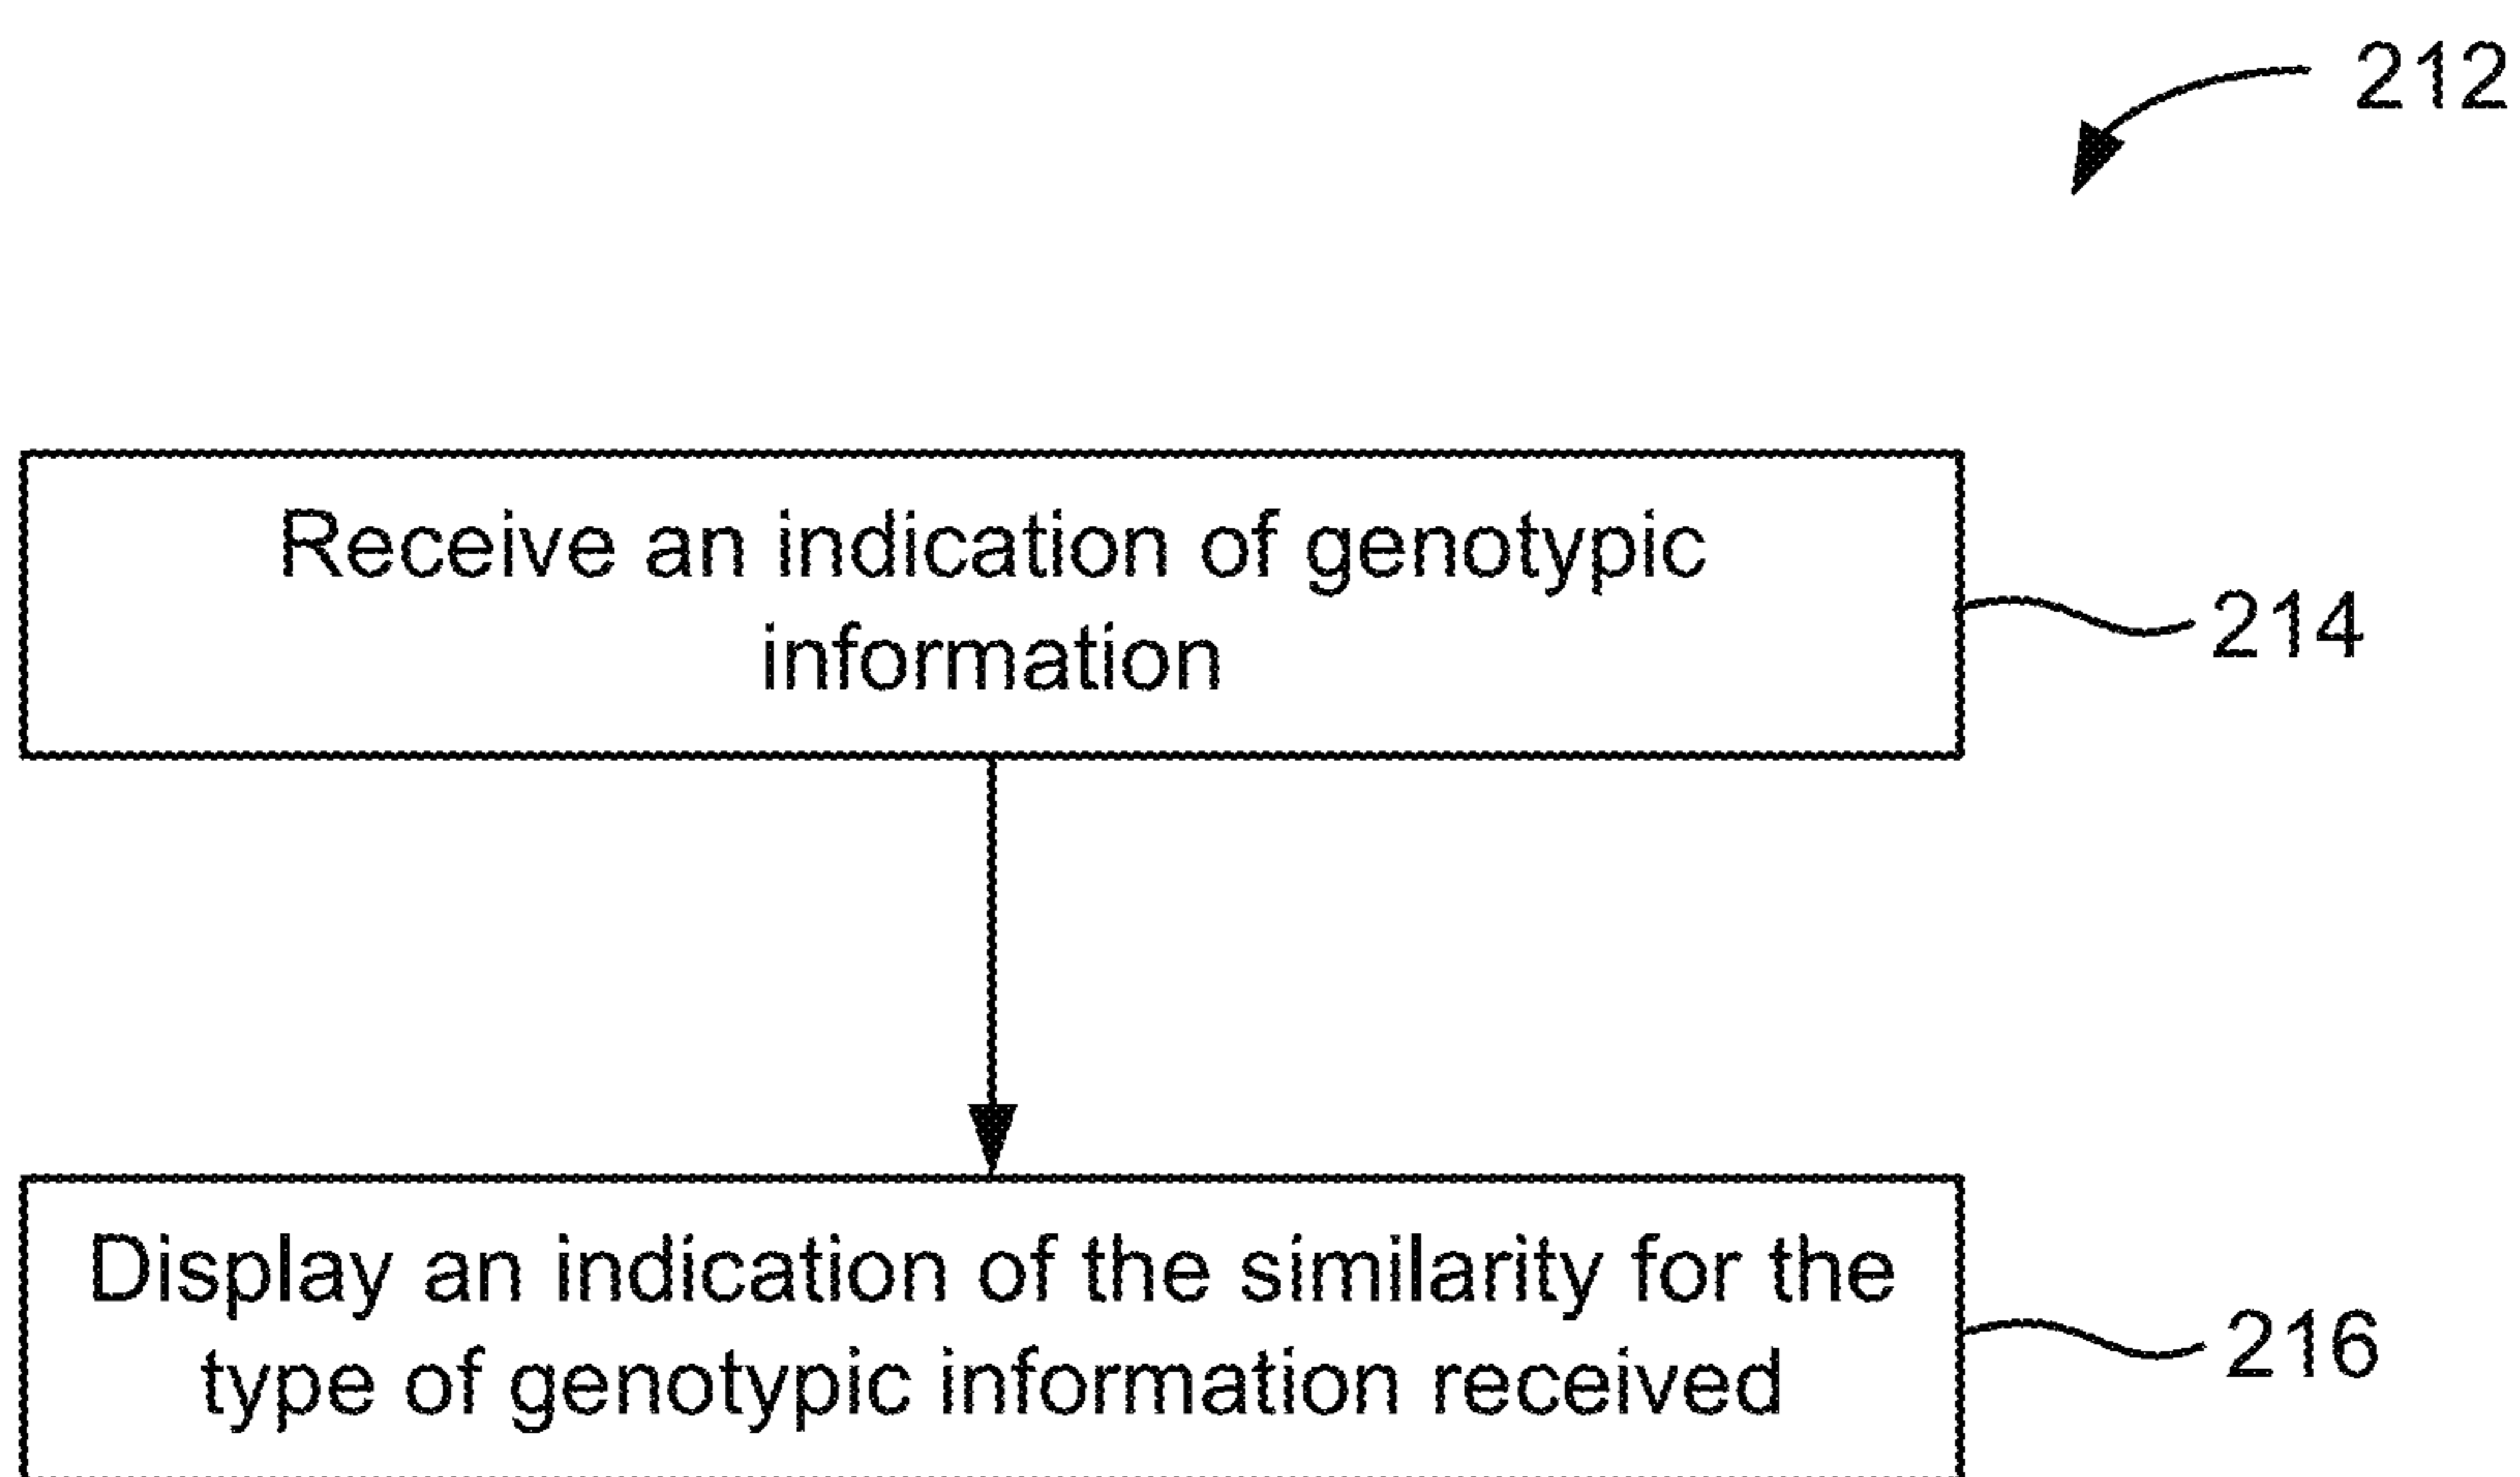 212
Receive an indication of genotypic
information
214
Display an indication of the similarity for the
type of genotypic information received
216